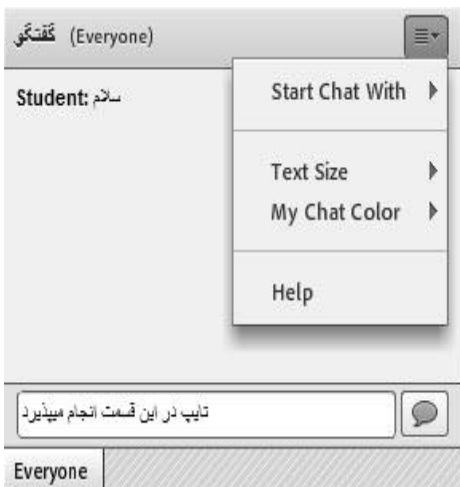 گفتگو (Everyone)
Student: سلام
Start Chat With
Text Size
My Chat Color
Help
تایپ در این قسمت انجام میپذیرد
Everyone